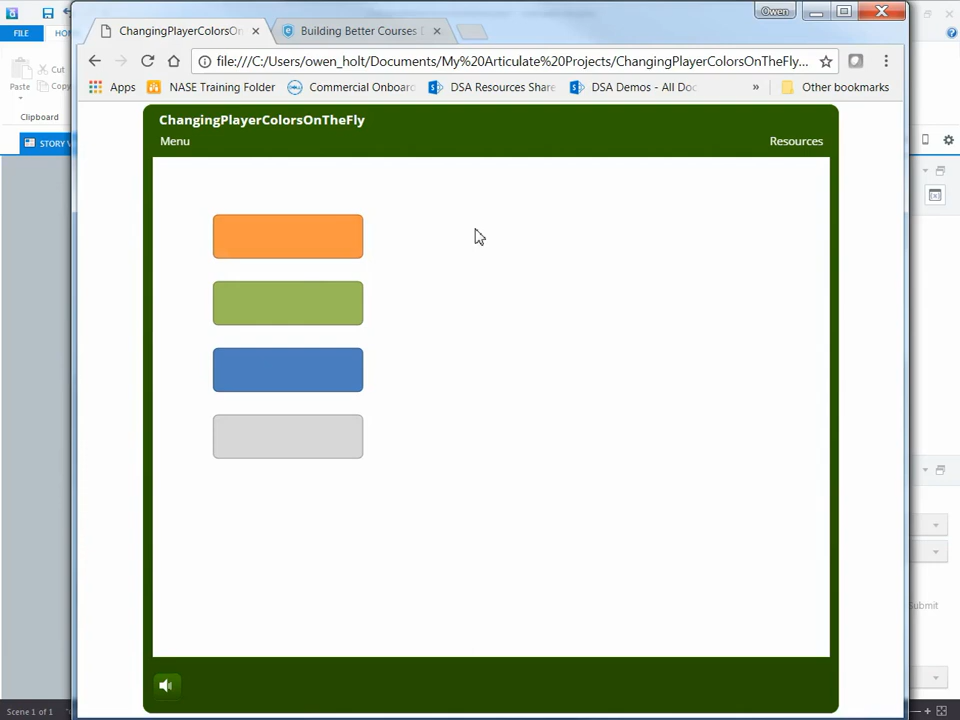 Owen
FILE
HO
ChangingPlayerColorsOn
Building Better Courses
file:///C:/Users/owen_holt/Documents/My%20Articulate%20Projects/ChangingPlayerColorsOnTheFly...
Paste
Cut
Copy
Clipboard
Apps
NASE Training Folder
Commercial Onboard
DSA Resources Share
DSA Demos - All Doc
»
Other bookmarks
STORY V
ChangingPlayerColorsOnTheFly
Menu
Resources
Submit
Scene 1 of 1